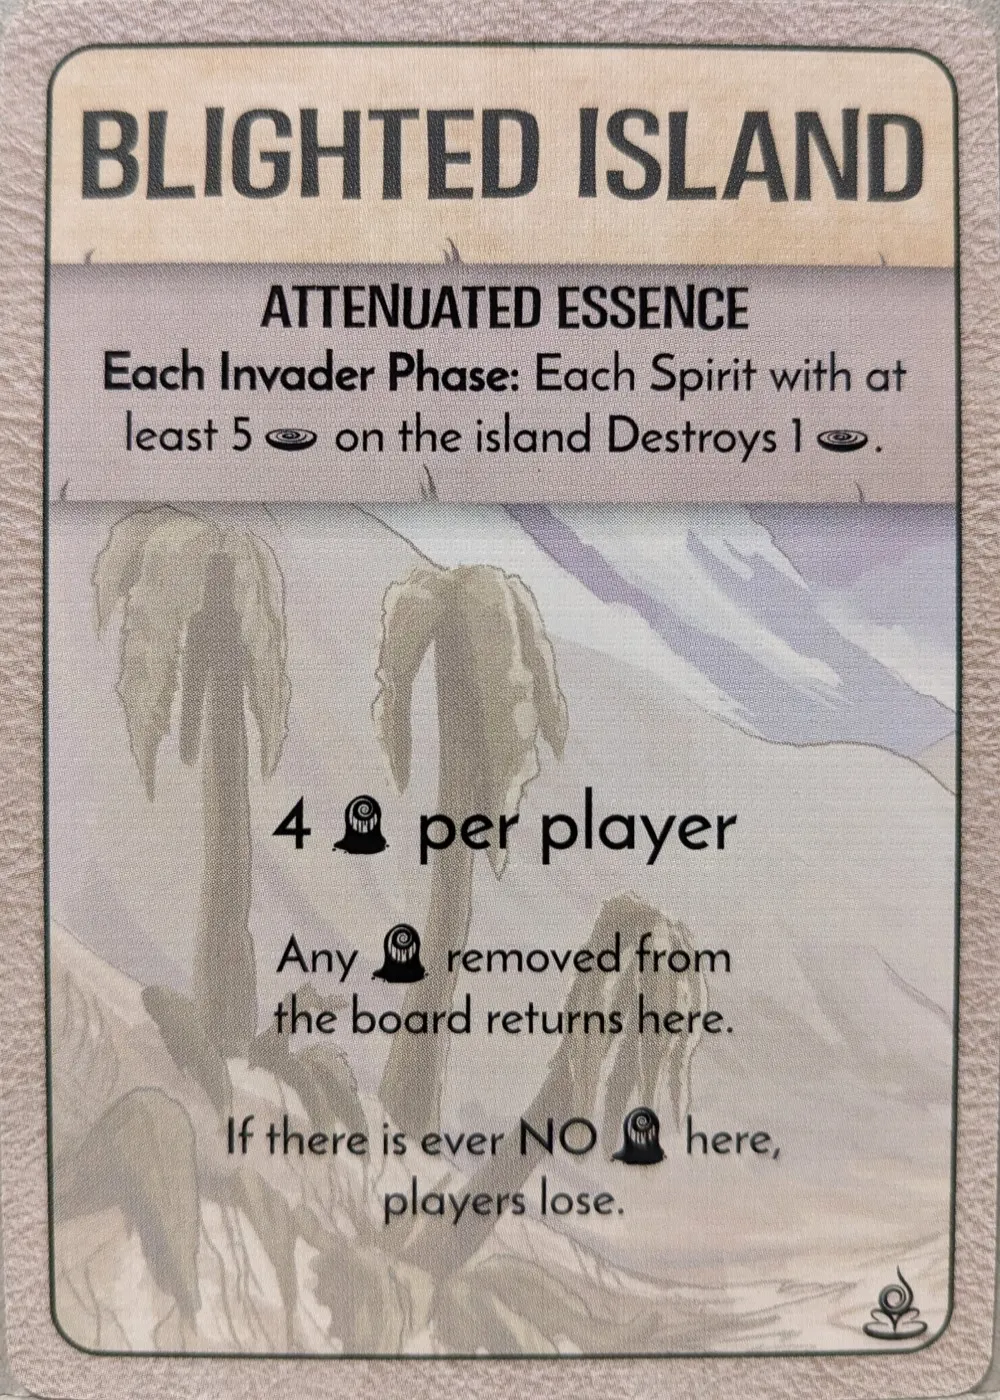 BLIGHTED ISLAND
ATTENUATED ESSENCE
Each Invader Phase: Each Spirit with at
least 5 on the island Destroys 1 .
4 per player
Any removed from
the board returns here.
If there is ever NO here,
players lose.